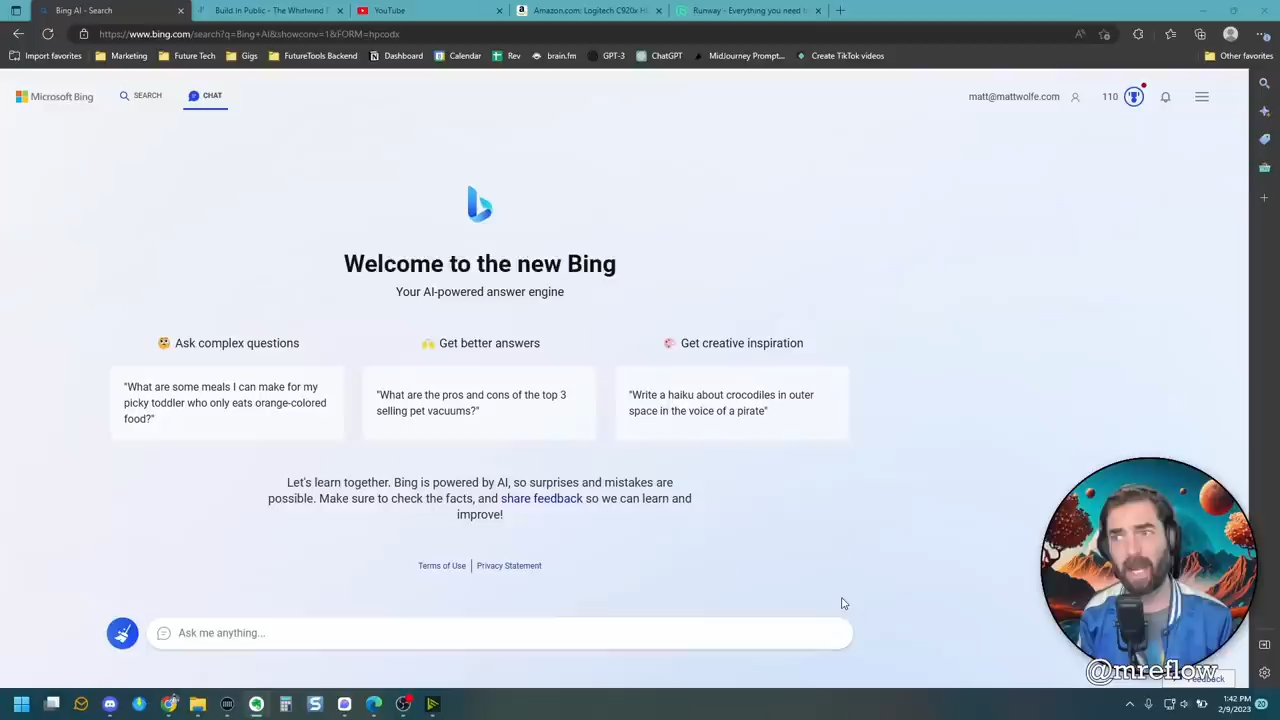 Bing AI - Search
Build In Public - The Whirlwind
YouTube
Amazon.com: Logitech C920x H
Runway - Everything you need t
https://www.bing.com/search?q=Bing+AI&showconv=1&FORM=hpcodx
Import favorites
Marketing
Future Tech
Gigs
FutureTools Backend
Dashboard
Calendar
Rev
brain.fm
GPT-3
ChatGPT
MidJourney Prompt...
Create TikTok videos
Other favorites
Microsoft Bing
SEARCH
CHAT
matt@mattwolfe.com
110
Welcome to the new Bing
Your AI-powered answer engine
Ask complex questions
Get better answers
Get creative inspiration
"What are some meals I can make for my
picky toddler who only eats orange-colored
food?"
"What are the pros and cons of the top 3
selling pet vacuums?"
"Write a haiku about crocodiles in outer
space in the voice of a pirate"
Let's learn together. Bing is powered by AI, so surprises and mistakes are
possible. Make sure to check the facts, and share feedback so we can learn and
improve!
Terms of Use
Privacy Statement
Ask me anything...
@mreflow
Feedback
1:42 PM
2/9/2023
20